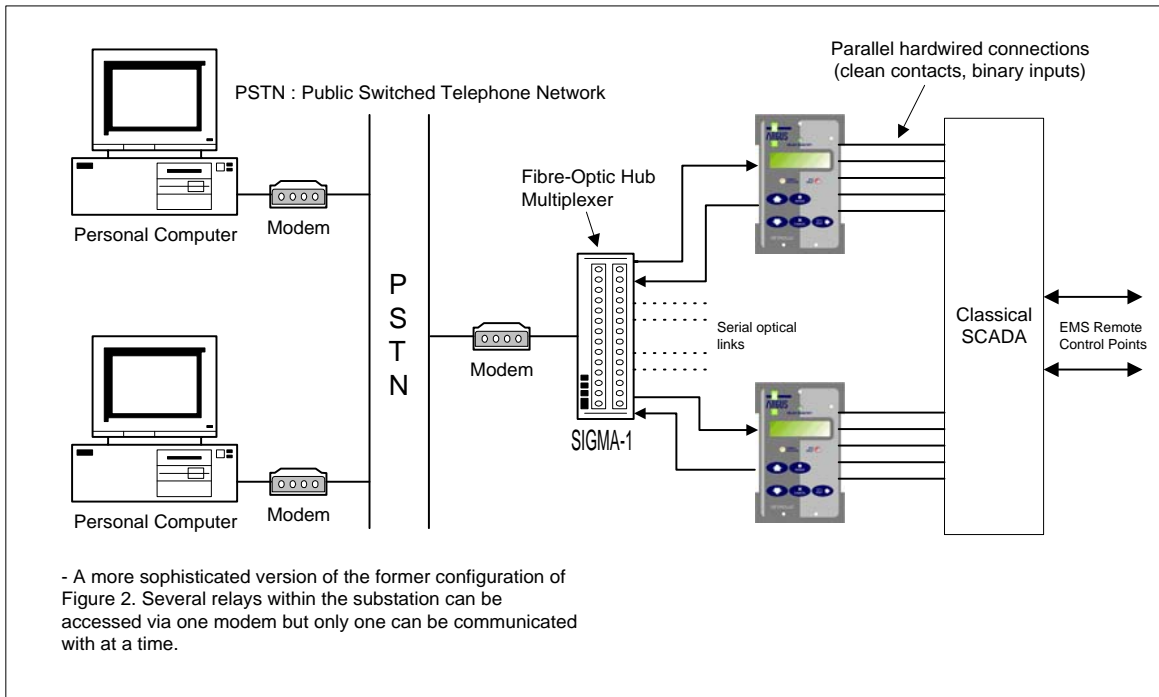 Parallel hardwired connections
(clean contacts, binary inputs)
PSTN : Public Switched Telephone Network
Fibre-Optic Hub
Multiplexer
Personal Computer
Modem
P
S
T
N
Modem
Serial optical
links
Classical
SCADA
EMS Remote
Control Points
SIGMA-1
ARGUS
ARGUS
Personal Computer
Modem
- A more sophisticated version of the former configuration of
Figure 2. Several relays within the substation can be
accessed via one modem but only one can be communicated
with at a time.